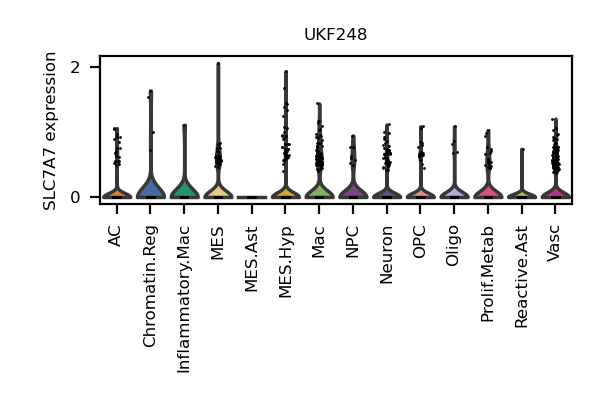 UKF248
SLC7A7 expression
2
0
AC
Chromatin.Reg
Inflammatory.Mac
MES
MES.Ast
MES.Hyp
Mac
NPC
Neuron
OPC
Oligo
Prolif.Metab
Reactive.Ast
Vasc